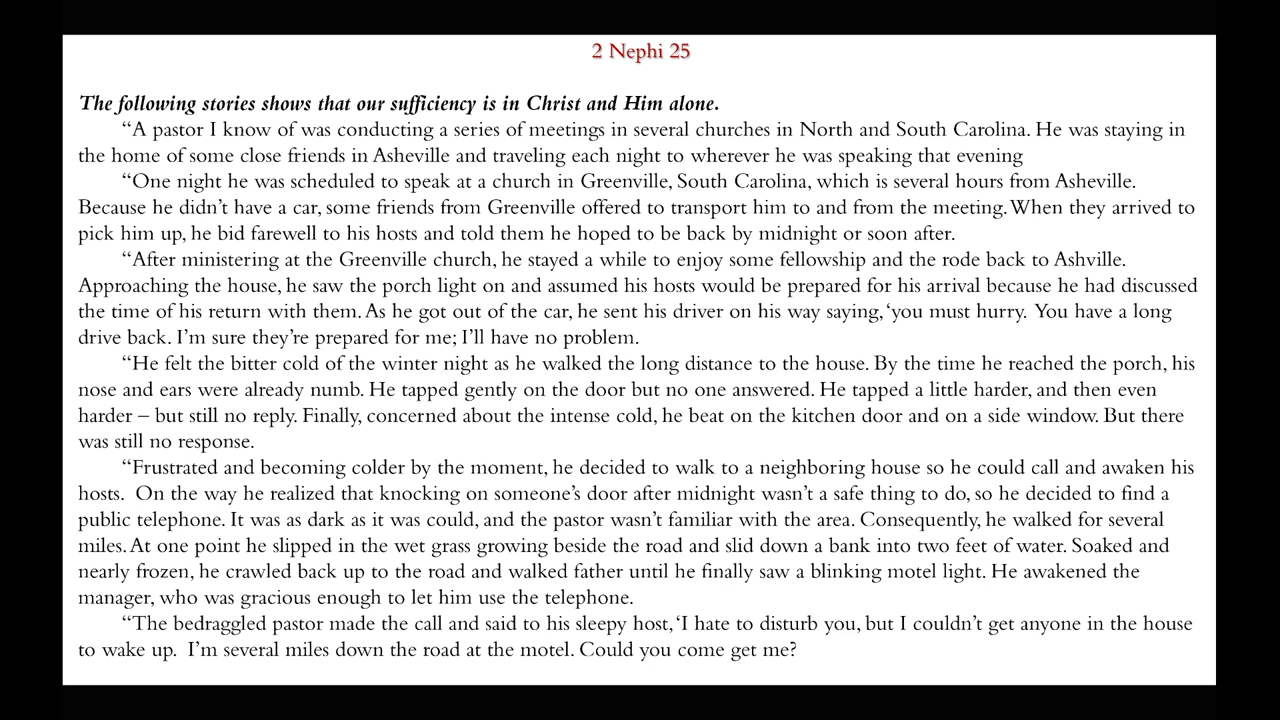 2 Nephi 25
The following stories shows that our sufficiency is in Christ and Him alone.
“A pastor I know of was conducting a series of meetings in several churches in North and South Carolina. He was staying in
the home of some close friends in Asheville and traveling each night to wherever he was speaking that evening
“One night he was scheduled to speak at a church in Greenville, South Carolina, which is several hours from Asheville.
Because he didn’t have a car, some friends from Greenville offered to transport him to and from the meeting. When they arrived to
pick him up, he bid farewell to his hosts and told them he hoped to be back by midnight or soon after.
“After ministering at the Greenville church, he stayed a while to enjoy some fellowship and the rode back to Ashville.
Approaching the house, he saw the porch light on and assumed his hosts would be prepared for his arrival because he had discussed
the time of his return with them. As he got out of the car, he sent his driver on his way saying, ‘you must hurry.  You have a long
drive back. I’m sure they’re prepared for me; I’ll have no problem.
“He felt the bitter cold of the winter night as he walked the long distance to the house. By the time he reached the porch, his
nose and ears were already numb. He tapped gently on the door but no one answered. He tapped a little harder, and then even
harder – but still no reply. Finally, concerned about the intense cold, he beat on the kitchen door and on a side window. But there
was still no response.
“Frustrated and becoming colder by the moment, he decided to walk to a neighboring house so he could call and awaken his
hosts.  On the way he realized that knocking on someone’s door after midnight wasn’t a safe thing to do, so he decided to find a
public telephone. It was as dark as it was could, and the pastor wasn’t familiar with the area. Consequently, he walked for several
miles. At one point he slipped in the wet grass growing beside the road and slid down a bank into two feet of water. Soaked and
nearly frozen, he crawled back up to the road and walked father until he finally saw a blinking motel light. He awakened the
manager, who was gracious enough to let him use the telephone.
“The bedraggled pastor made the call and said to his sleepy host, ‘I hate to disturb you, but I couldn’t get anyone in the house
to wake up.  I’m several miles down the road at the motel. Could you come get me?